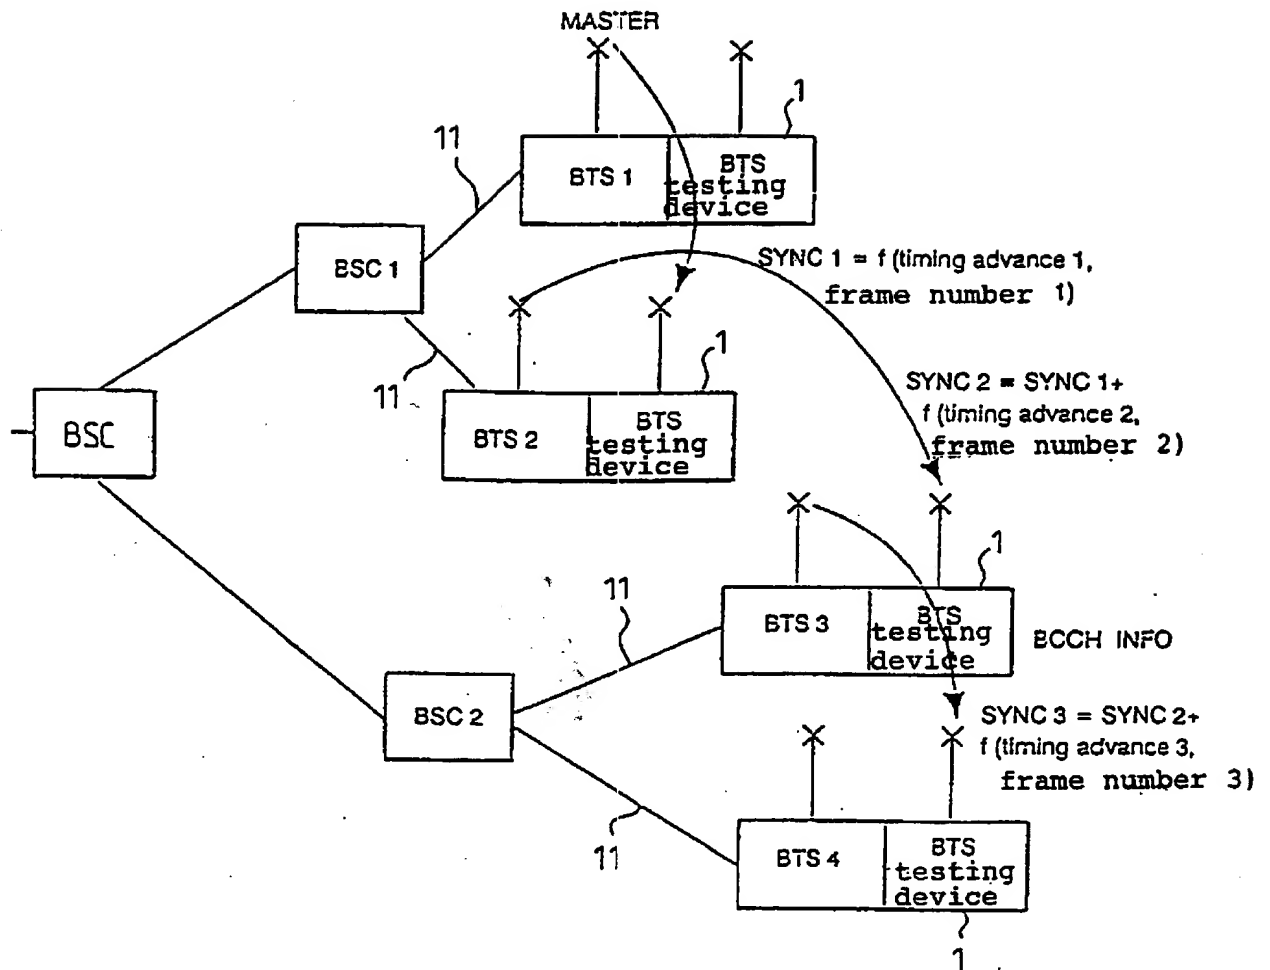 MASTER
1
11
BTS 1
BTS
testing
device
BSC 1
SYNC 1 = f (timing advance 1,
frame number 1)
11
1
SYNC 2 = SYNC 1+
f (timing advance 2,
frame number 2)
BSC
BTS 2
BTS
testing
device
1
11
BTS 3
BTS
testing
device
BCCH INFO
BSC 2
SYNC 3 = SYNC 2+
f (timing advance 3,
frame number 3)
11
BTS 4
BTS
testing
device
1